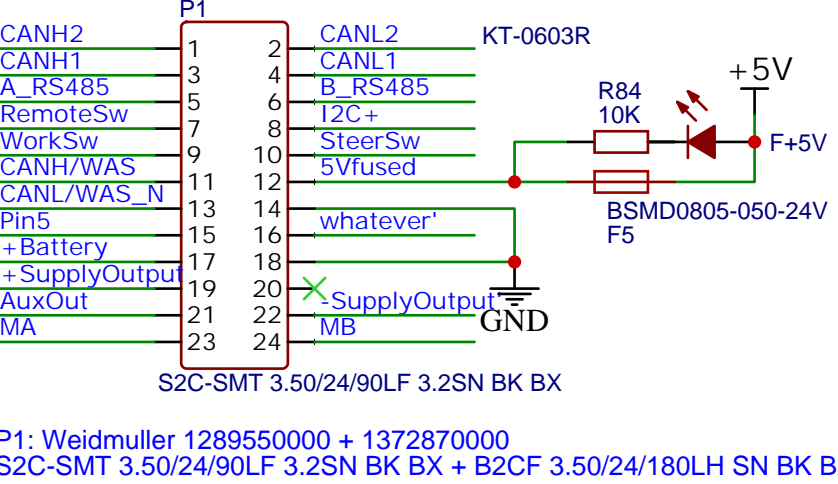 P1
CANH2 1 2 CANL2 KT-0603R
CANH1 3 4 CANL1
A_RS485 5 6 B_RS485
RemoteSw 7 8 I2C+
WorkSw 9 10 SteerSw
CANH/WAS 11 12 5Vfused
CANL/WAS_N 13 14
Pin5 15 16 whatever'
+Battery 17 18
+SupplyOutput 19 20
AuxOut 21 22 -SupplyOutput
MA 23 24 MB
S2C-SMT 3.50/24/90LF 3.2SN BK BX
+5V
R84
10K
F+5V
BSMD0805-050-24V
F5
GND
P1: Weidmuller 1289550000 + 1372870000
S2C-SMT 3.50/24/90LF 3.2SN BK BX + B2CF 3.50/24/180LH SN BK B